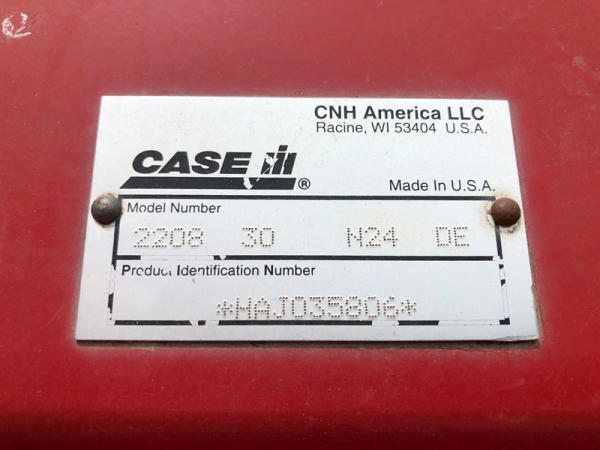 CNH America LLC
Racine, WI 53404 U.S.A.
CASE IH®
Made In U.S.A.
Model Number
2208 30 N24 DE
Product Identification Number
*HAJ035806*